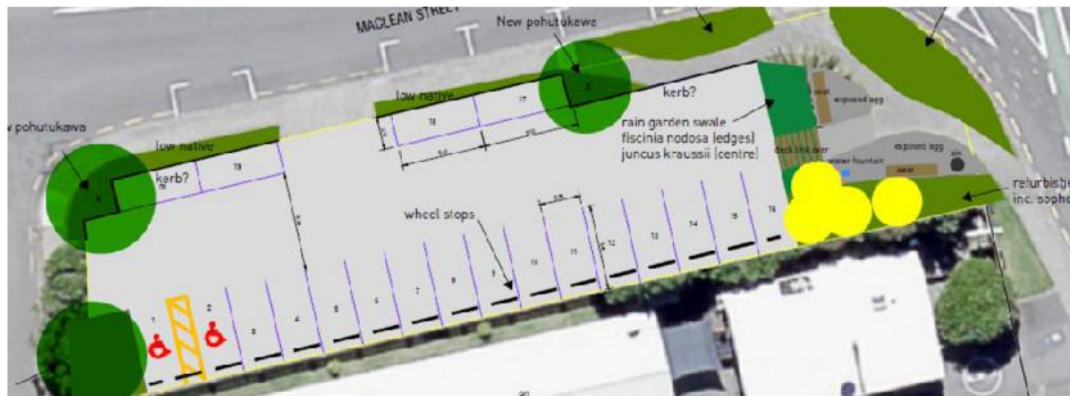 MACLEAN STREET
New pohutukawa
low native
kerb?
17
18
w pohutukawa
low native
kerb?
19
rain garden swale
fiscinia nodosa (edges)
juncus kraussii (centre)
deck link over
water fountain
seat
exposed agg
exposed agg
seat
bin
refurbishe
inc. sopho
wheel stops
1
2
3
4
5
6
7
8
9
10
11
12
13
14
15
16